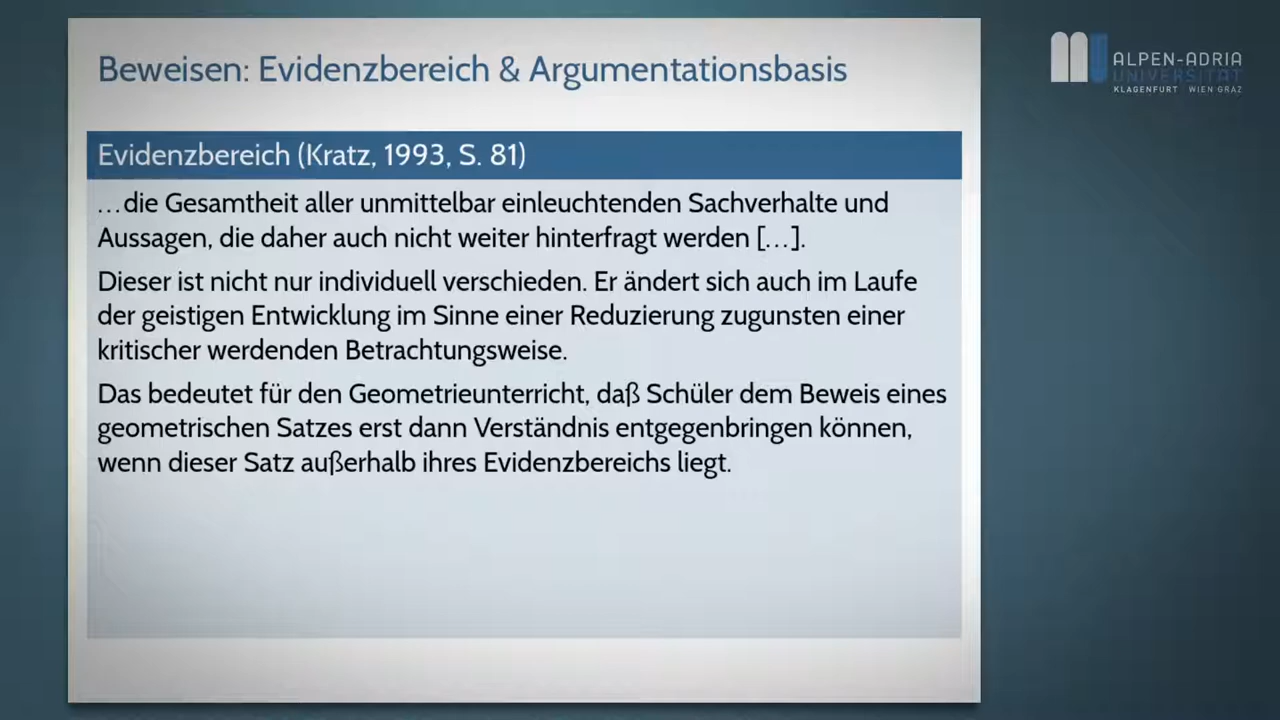 Beweisen: Evidenzbereich & Argumentationsbasis
Evidenzbereich (Kratz, 1993, S. 81)
…die Gesamtheit aller unmittelbar einleuchtenden Sachverhalte und
Aussagen, die daher auch nicht weiter hinterfragt werden […].
Dieser ist nicht nur individuell verschieden. Er ändert sich auch im Laufe
der geistigen Entwicklung im Sinne einer Reduzierung zugunsten einer
kritischer werdenden Betrachtungsweise.
Das bedeutet für den Geometrieunterricht, daß Schüler dem Beweis eines
geometrischen Satzes erst dann Verständnis entgegenbringen können,
wenn dieser Satz außerhalb ihres Evidenzbereichs liegt.
ALPEN-ADRIA
UNIVERSITÄT
KLAGENFURT WIEN GRAZ